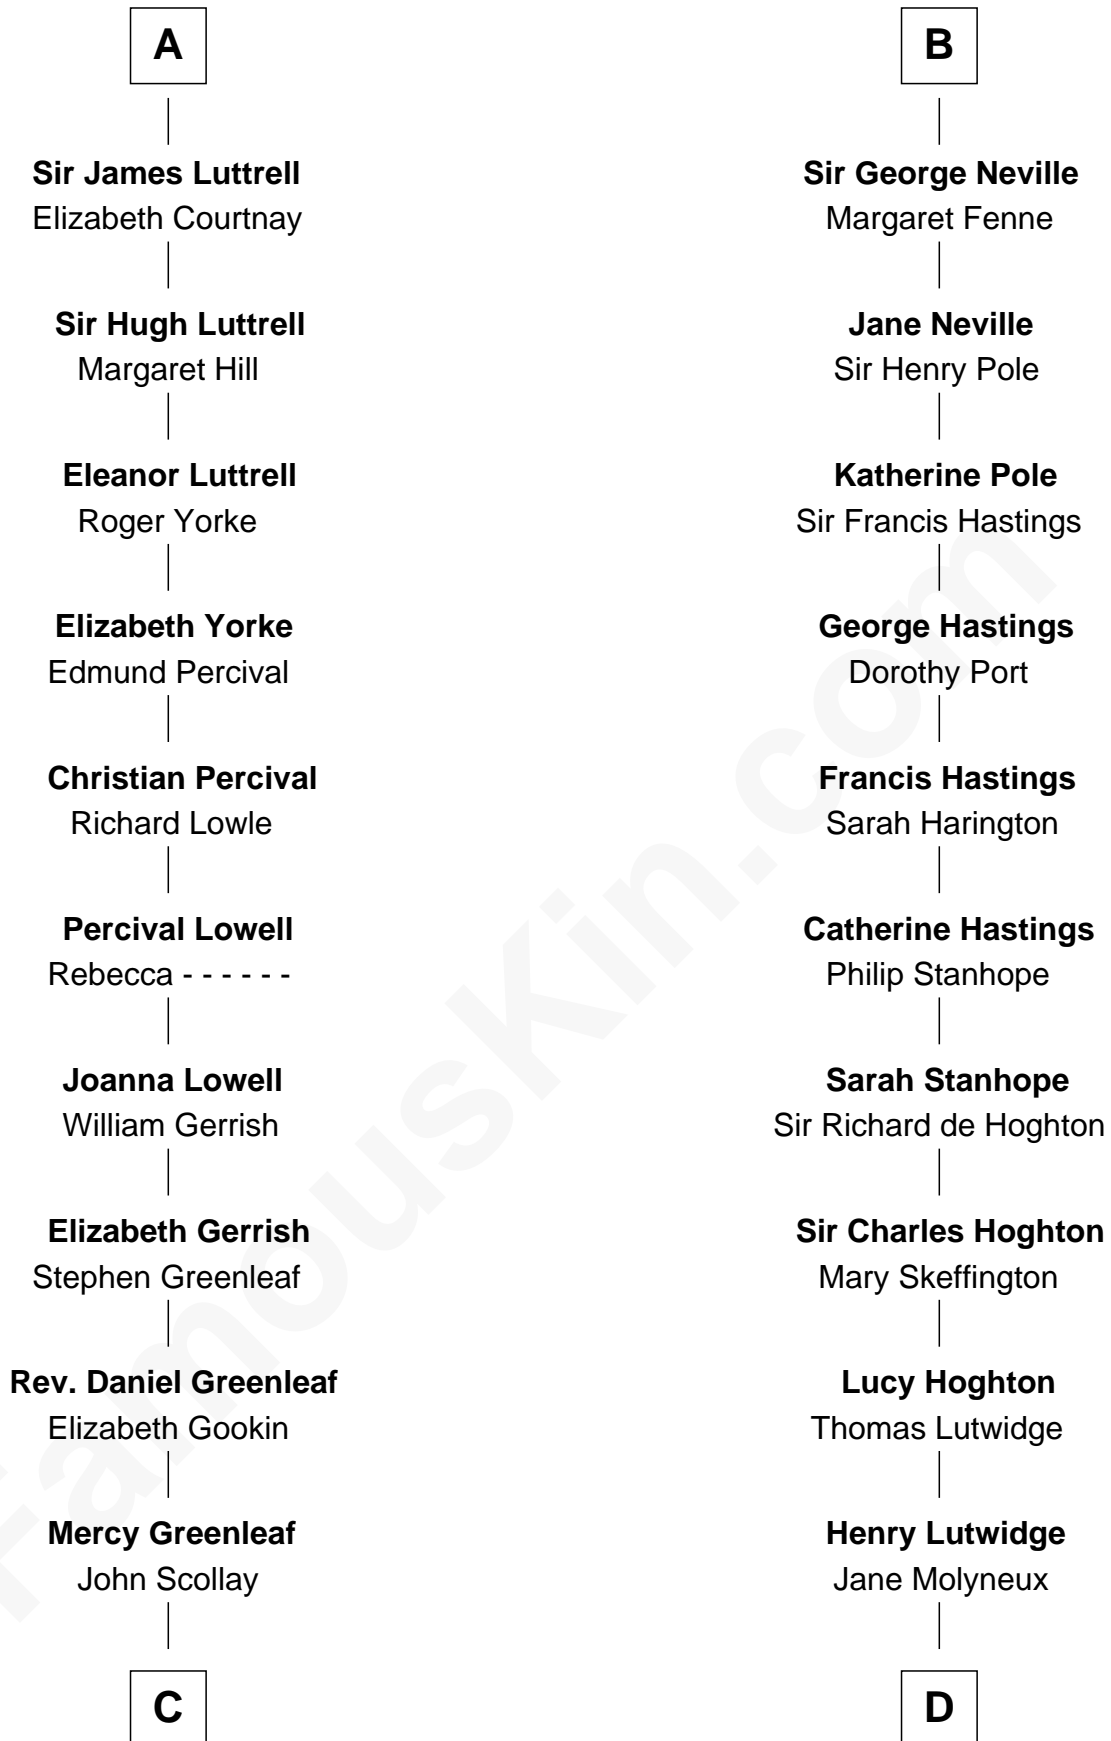 A
Sir James Luttrell
Elizabeth Courtnay
Sir Hugh Luttrell
Margaret Hill
Eleanor Luttrell
Roger Yorke
Elizabeth Yorke
Edmund Percival
Christian Percival
Richard Lowle
Percival Lowell
Rebecca - - - - - -
Joanna Lowell
William Gerrish
Elizabeth Gerrish
Stephen Greenleaf
Rev. Daniel Greenleaf
Elizabeth Gookin
Mercy Greenleaf
John Scollay
C
B
Sir George Neville
Margaret Fenne
Jane Neville
Sir Henry Pole
Katherine Pole
Sir Francis Hastings
George Hastings
Dorothy Port
Francis Hastings
Sarah Harington
Catherine Hastings
Philip Stanhope
Sarah Stanhope
Sir Richard de Hoghton
Sir Charles Hoghton
Mary Skeffington
Lucy Hoghton
Thomas Lutwidge
Henry Lutwidge
Jane Molyneux
D
FamousKin.com